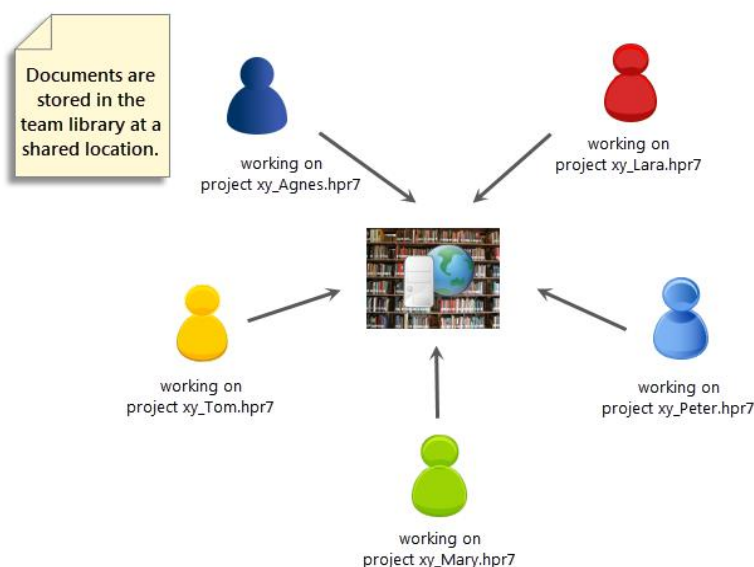 Documents are
stored in the
team library at a
shared location.
working on
project xy_Agnes.hpr7
working on
project xy_Lara.hpr7
working on
project xy_Tom.hpr7
working on
project xy_Peter.hpr7
working on
project xy_Mary.hpr7